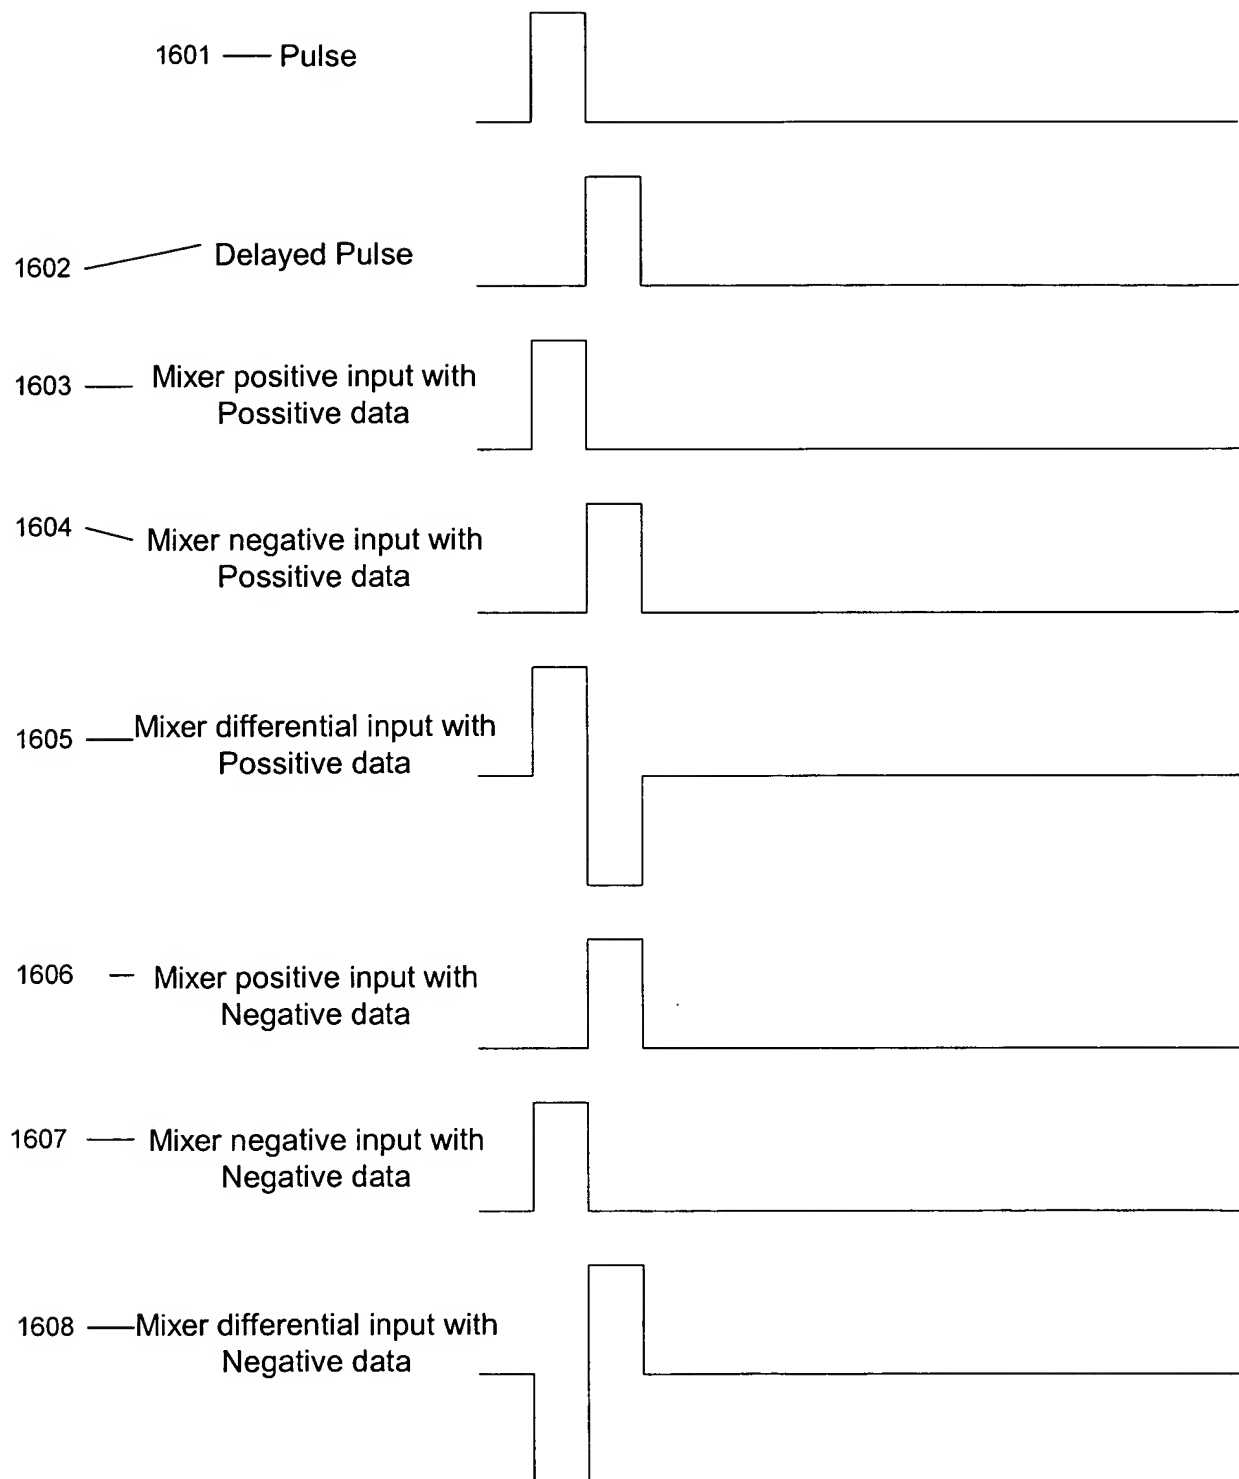 1601 Pulse
1602 Delayed Pulse
1603 Mixer positive input with
Possitive data
1604 Mixer negative input with
Possitive data
1605 Mixer differential input with
Possitive data
1606 Mixer positive input with
Negative data
1607 Mixer negative input with
Negative data
1608 Mixer differential input with
Negative data